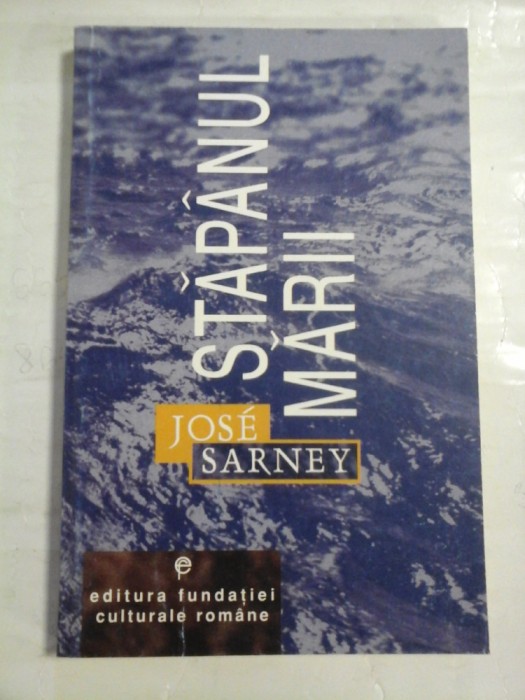 STĂPÂNUL
MĂRII
JOSÉ
SARNEY
editura fundației
culturale române